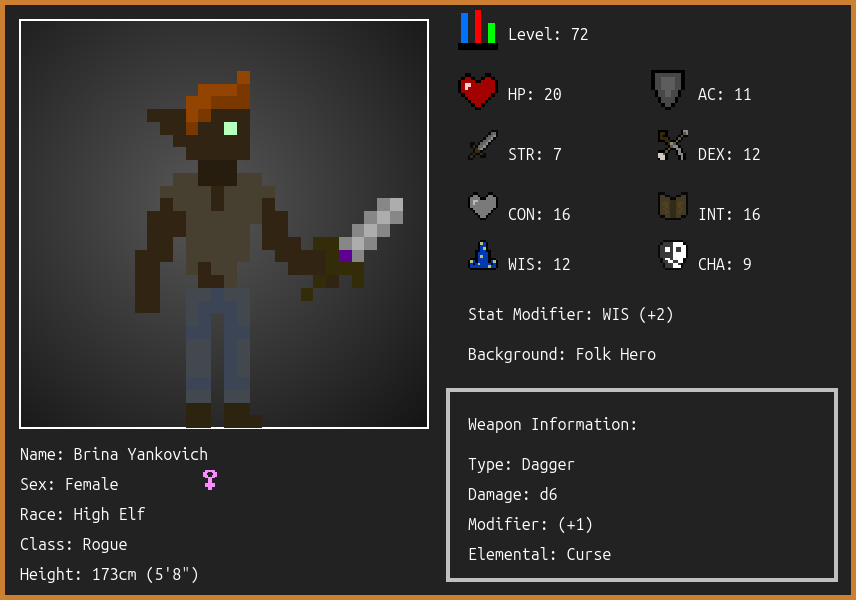 Level: 72
HP: 20
AC: 11
STR: 7
DEX: 12
CON: 16
INT: 16
WIS: 12
CHA: 9
Stat Modifier: WIS (+2)
Background: Folk Hero
Weapon Information:
Type: Dagger
Damage: d6
Modifier: (+1)
Elemental: Curse
Name: Brina Yankovich
Sex: Female
Race: High Elf
Class: Rogue
Height: 173cm (5'8")